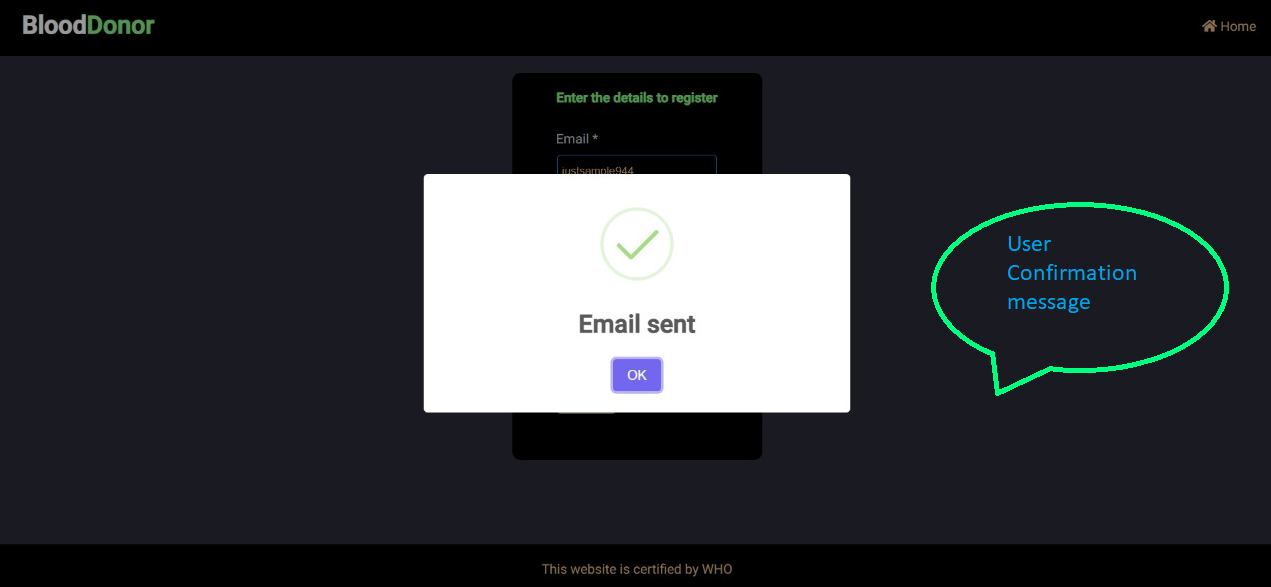 BloodDonor
Home
Enter the details to register
Email *
justsample944
Email sent
OK
User
Confirmation
message
This website is certified by WHO